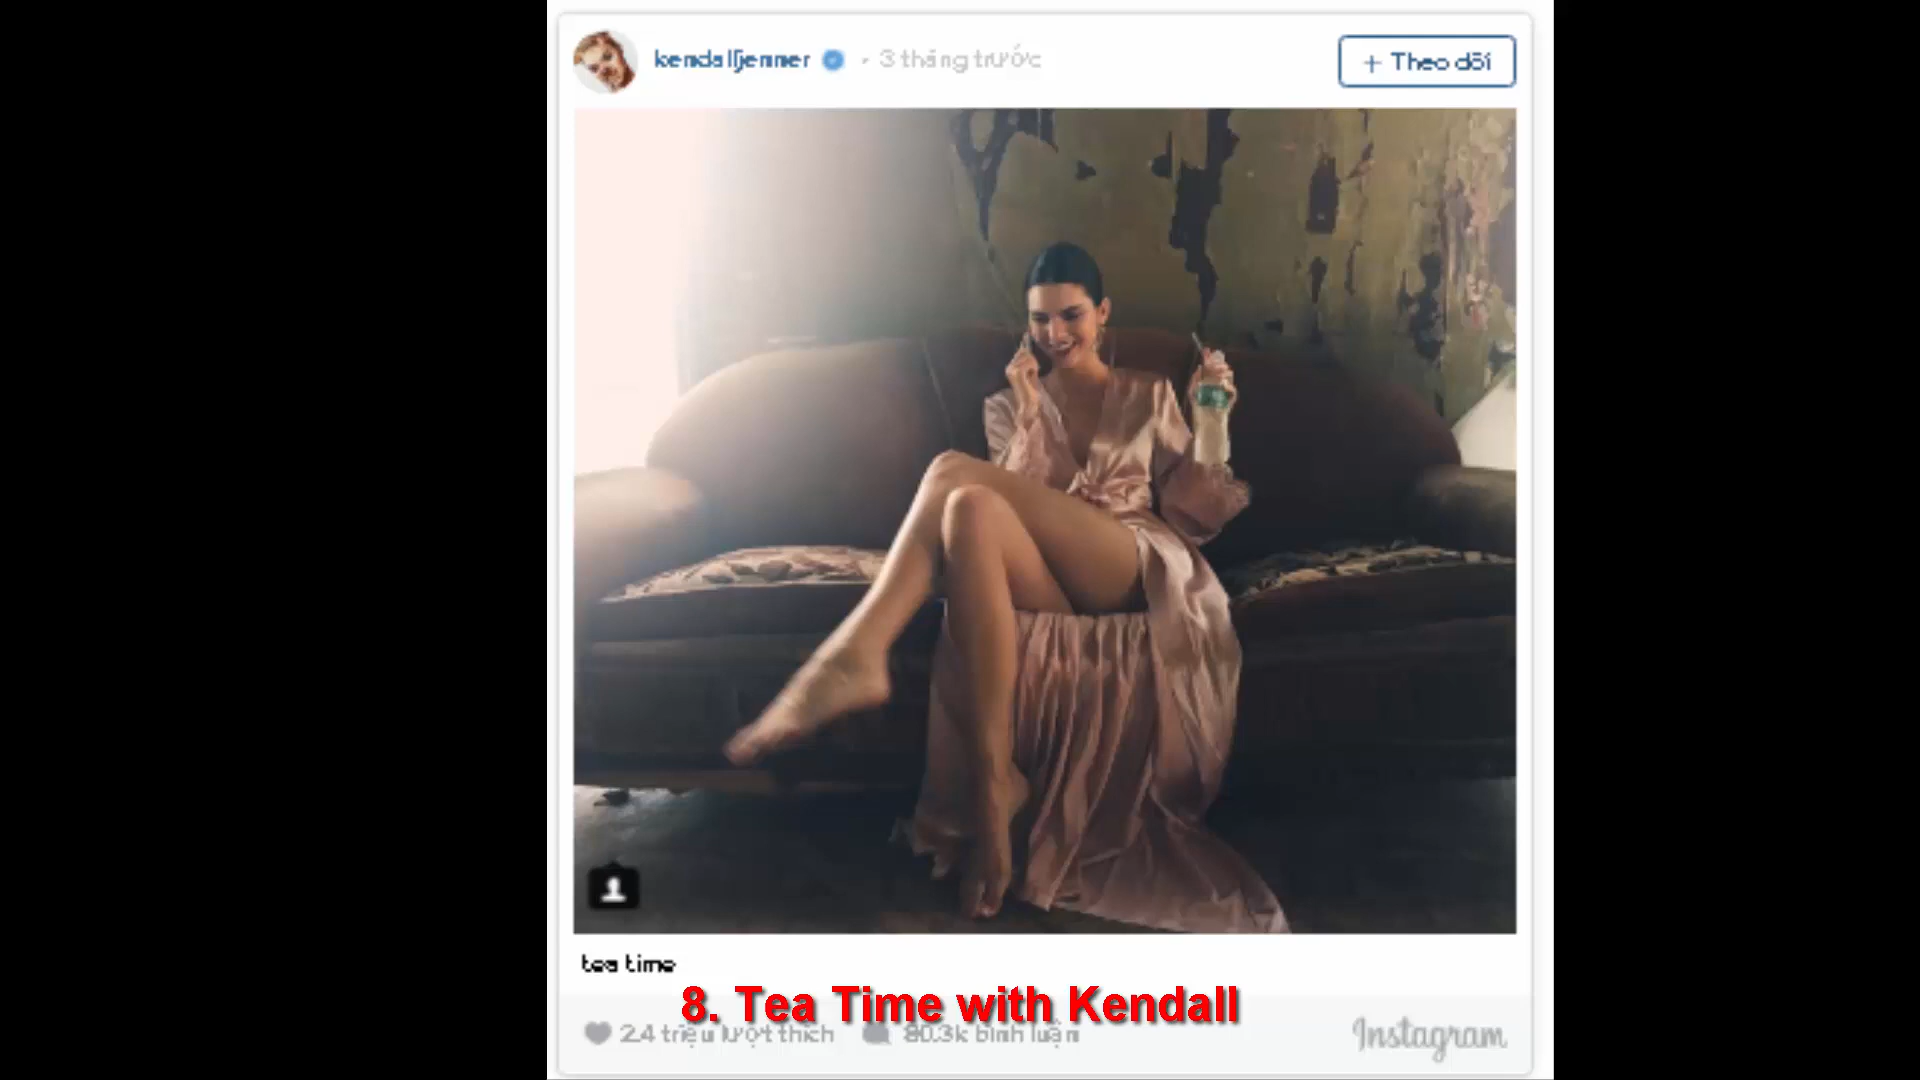 kendalljenner · 3 tháng trước
+ Theo dõi
tea time
8. Tea Time with Kendall
2.4 triệu lượt thích 80.3k bình luận
Instagram